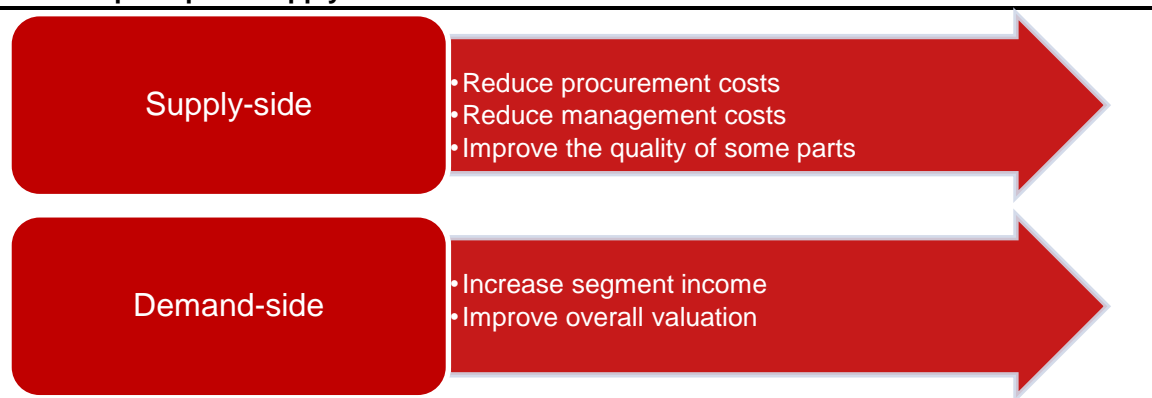 Supply-side
•Reduce procurement costs
•Reduce management costs
•Improve the quality of some parts
Demand-side
•Increase segment income
•Improve overall valuation